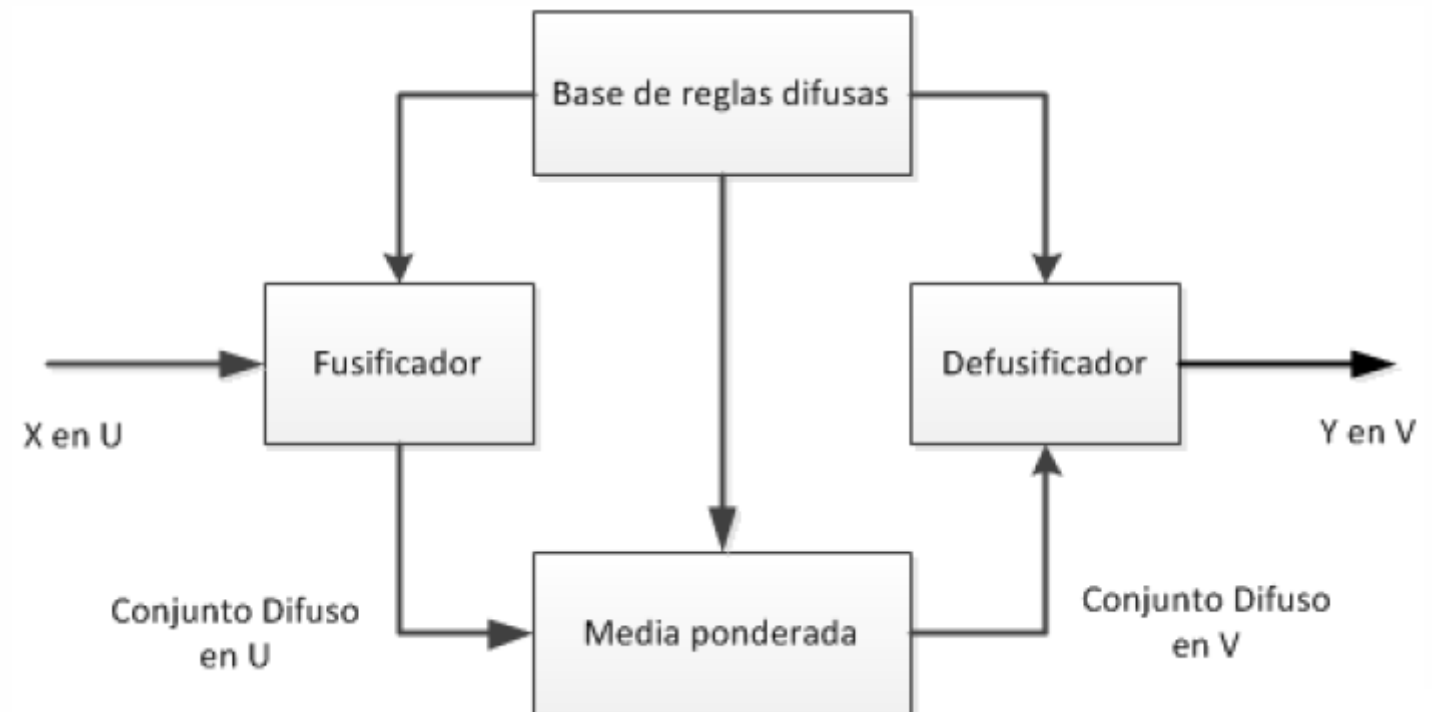 Base de reglas difusas
Fusificador
Defusificador
X en U
Y en V
Conjunto Difuso
en U
Media ponderada
Conjunto Difuso
en V